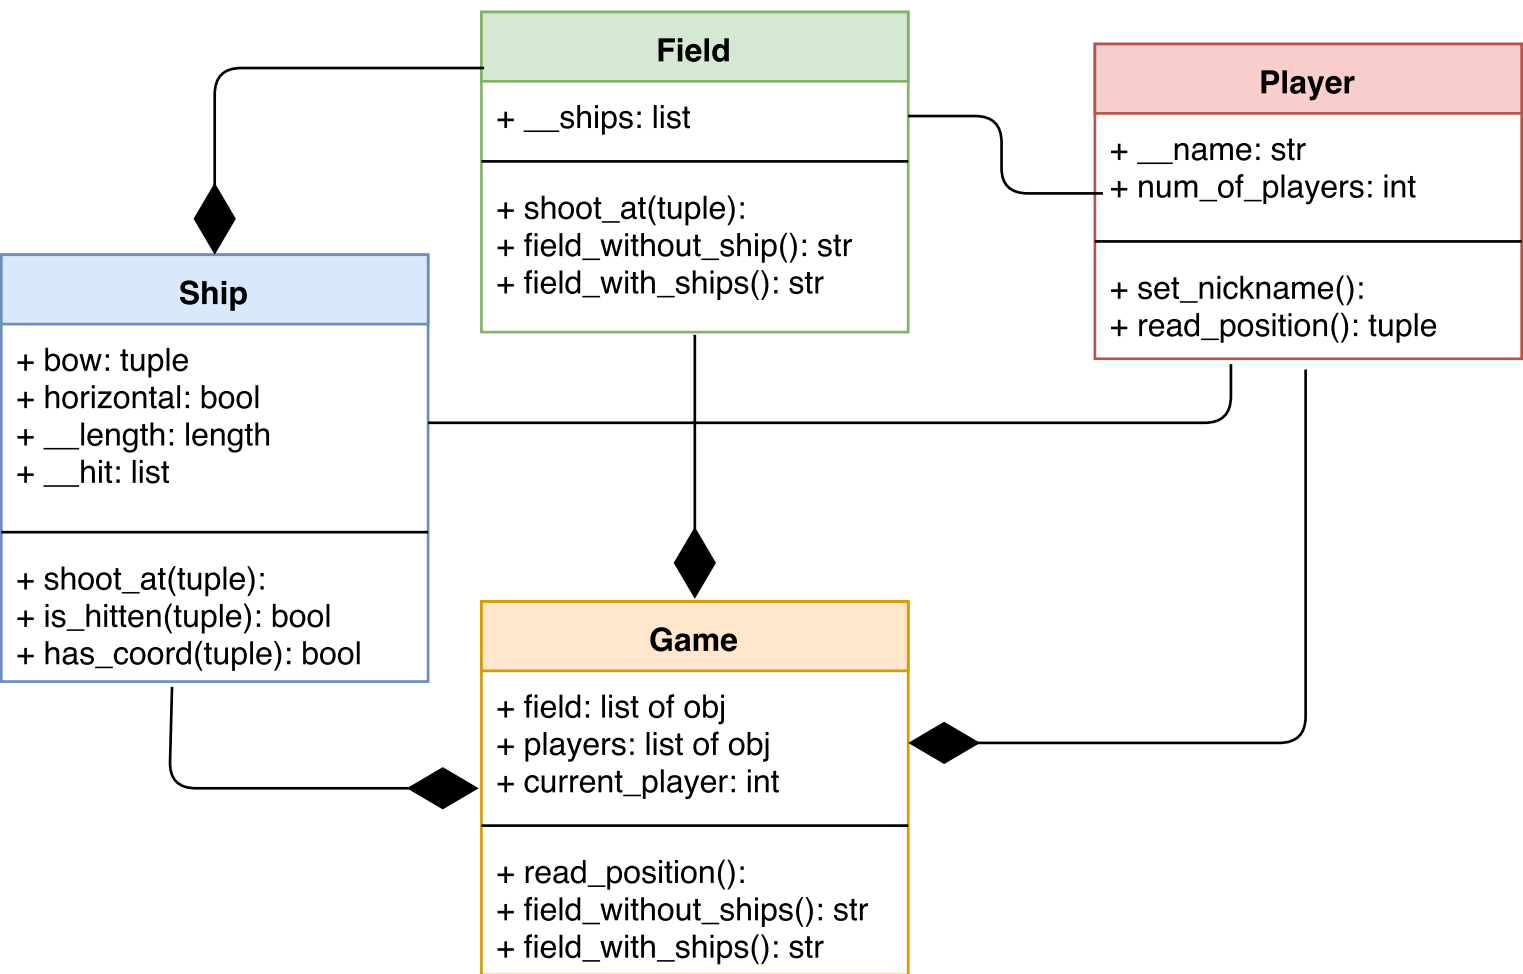 Field
+ __ships: list
+ shoot_at(tuple):
+ field_without_ship(): str
+ field_with_ships(): str
Player
+ __name: str
+ num_of_players: int
+ set_nickname():
+ read_position(): tuple
Ship
+ bow: tuple
+ horizontal: bool
+ __length: length
+ __hit: list
+ shoot_at(tuple):
+ is_hitten(tuple): bool
+ has_coord(tuple): bool
Game
+ field: list of obj
+ players: list of obj
+ current_player: int
+ read_position():
+ field_without_ships(): str
+ field_with_ships(): str